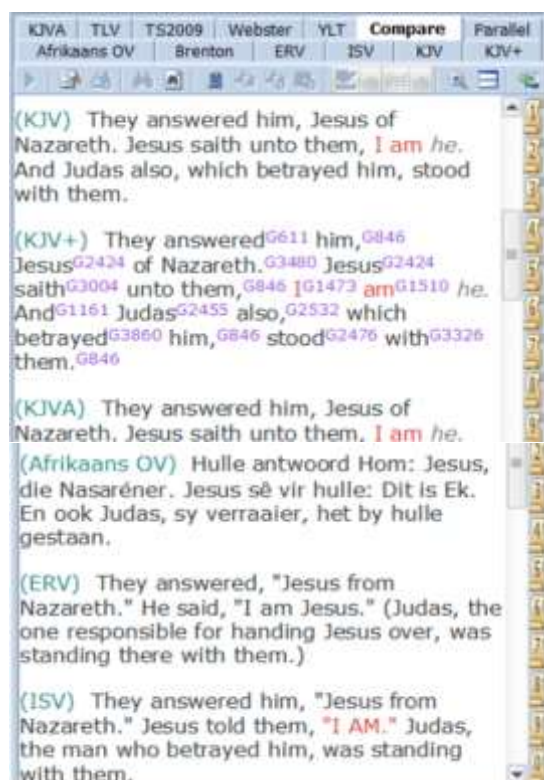 KJVA TLV TS2009 Webster YLT Compare Parallel
Afrikaans OV Brenton ERV ISV KJV KJV+
(KJV) They answered him, Jesus of
Nazareth. Jesus saith unto them, I am he.
And Judas also, which betrayed him, stood
with them.
(KJV+) They answeredG611 him,G846
JesusG2424 of Nazareth.G3480 JesusG2424
saithG3004 unto them,G846 IG1473 amG1510 he.
AndG1161 JudasG2455 also,G2532 which
betrayedG3860 him,G846 stoodG2476 withG3326
them.G846
(KJVA) They answered him, Jesus of
Nazareth. Jesus saith unto them, I am he.
(Afrikaans OV) Hulle antwoord Hom: Jesus,
die Nasaréner. Jesus sê vir hulle: Dit is Ek.
En ook Judas, sy verraaier, het by hulle
gestaan.
(ERV) They answered, "Jesus from
Nazareth." He said, "I am Jesus." (Judas, the
one responsible for handing Jesus over, was
standing there with them.)
(ISV) They answered him, "Jesus from
Nazareth." Jesus told them, "I AM." Judas,
the man who betrayed him, was standing
with them.